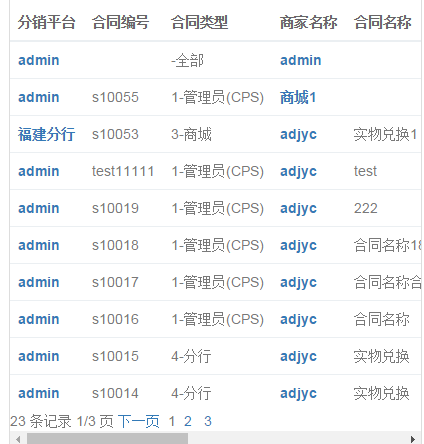 分销平台 合同编号 合同类型 商家名称 合同名称
admin -全部 admin
admin s10055 1-管理员(CPS) 商城1
福建分行 s10053 3-商城 adjyc 实物兑换1
admin test11111 1-管理员(CPS) adjyc test
admin s10019 1-管理员(CPS) adjyc 222
admin s10018 1-管理员(CPS) adjyc 合同名称18
admin s10017 1-管理员(CPS) adjyc 合同名称合
admin s10016 1-管理员(CPS) adjyc 合同名称
admin s10015 4-分行 adjyc 实物兑换
admin s10014 4-分行 adjyc 实物兑换
23 条记录 1/3 页 下一页 1 2 3